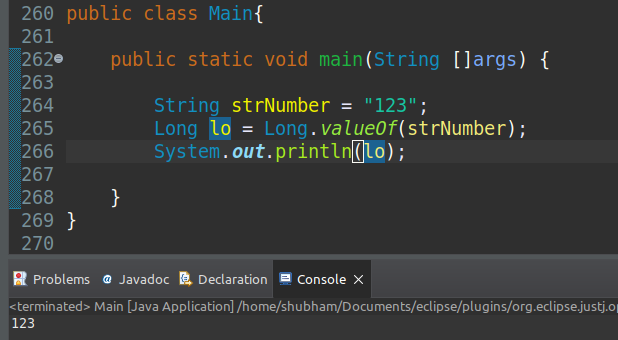 260 public class Main{
261
262 public static void main(String []args) {
263
264 String strNumber = "123";
265 Long lo = Long.valueOf(strNumber);
266 System.out.println(lo);
267
268 }
269 }
270
Problems @ Javadoc Declaration Console
<terminated> Main [Java Application] /home/shubham/Documents/eclipse/plugins/org.eclipse.justj.op
123